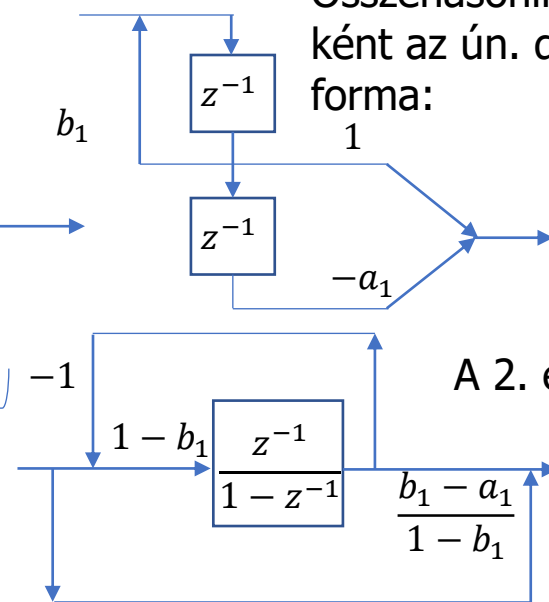 ként az ún.
forma:
z⁻¹
b₁
1
z⁻¹
−a₁
−1
A 2.
1 − b₁
z⁻¹
1 − z⁻¹
b₁ − a₁
1 − b₁